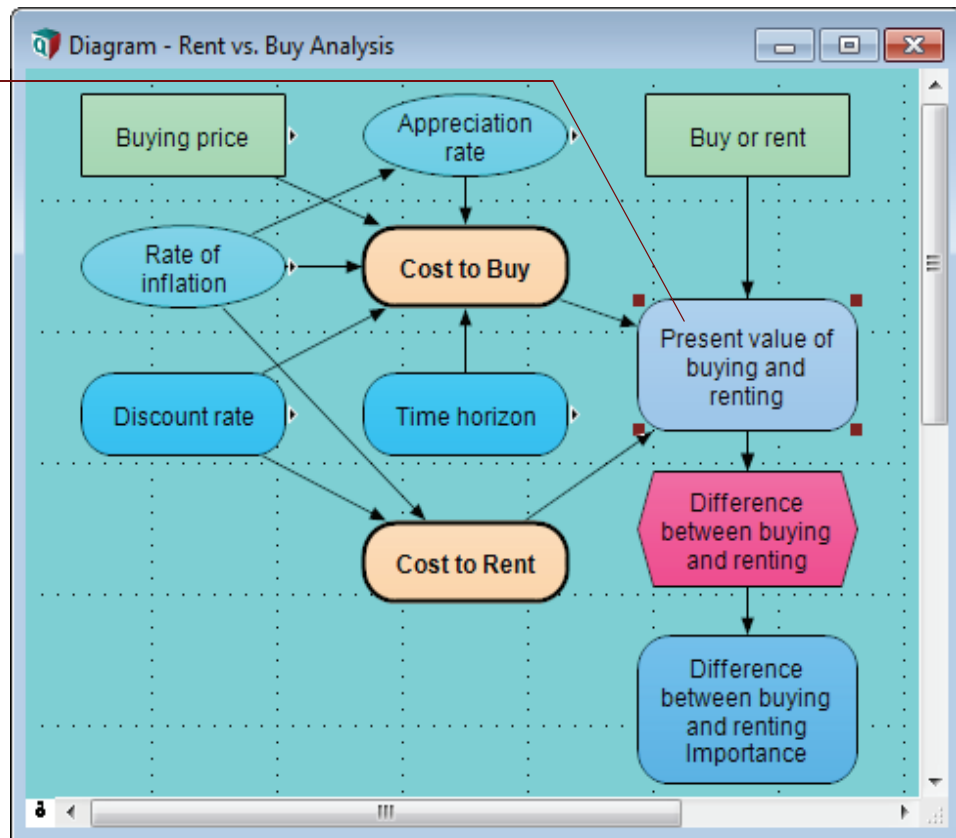 Diagram - Rent vs. Buy Analysis
Buying price
Appreciation
rate
Buy or rent
Rate of
inflation
Cost to Buy
Present value of
buying and
renting
Discount rate
Time horizon
Difference
between buying
and renting
Cost to Rent
Difference
between buying
and renting
Importance